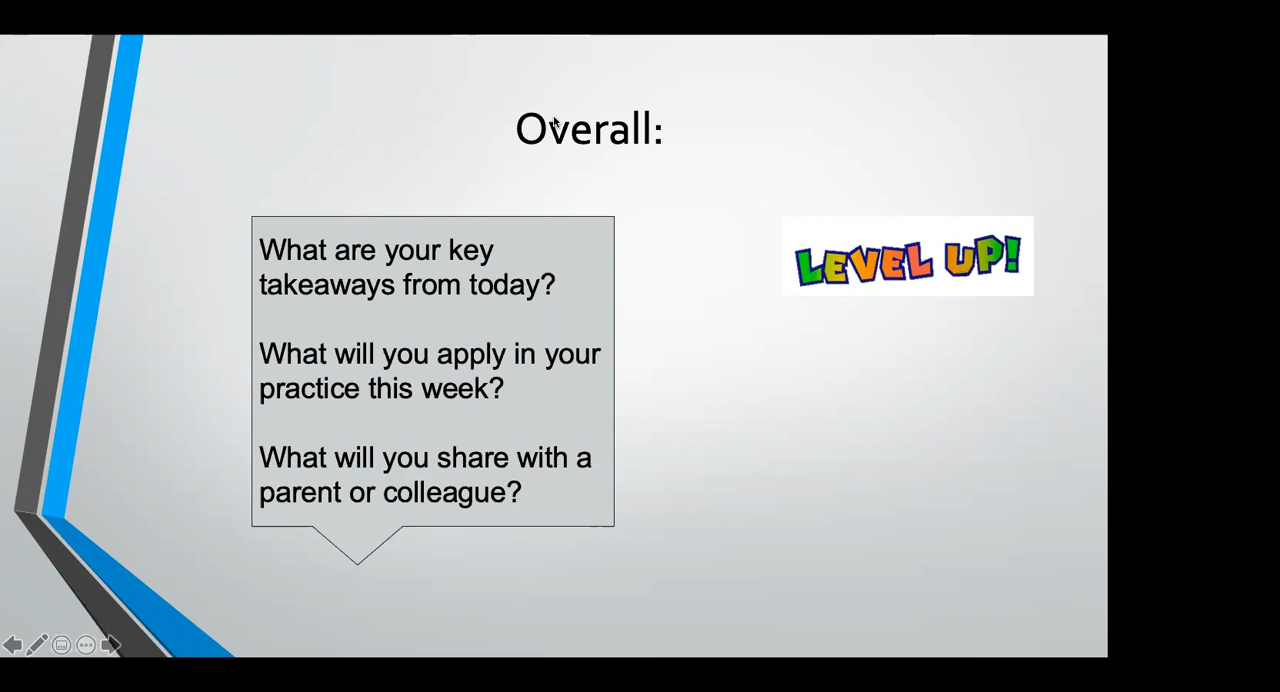 Overall:
What are your key
takeaways from today?
What will you apply in your
practice this week?
What will you share with a
parent or colleague?
LEVEL UP!